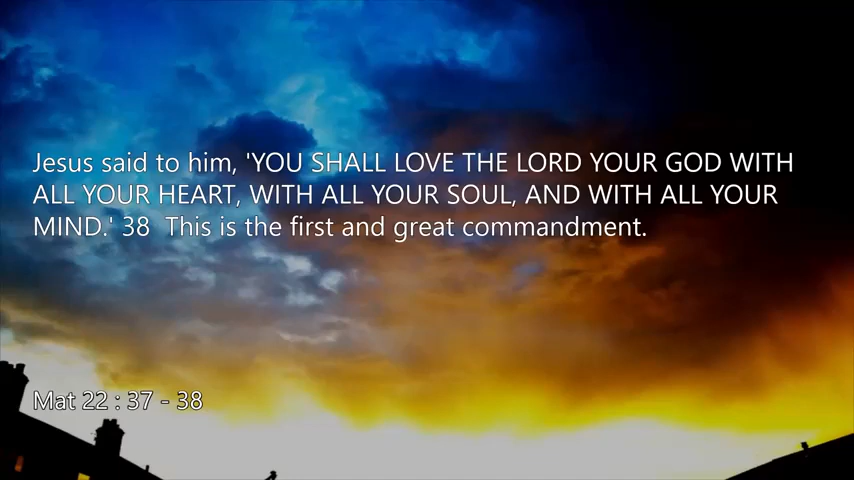 Jesus said to him, 'YOU SHALL LOVE THE LORD YOUR GOD WITH
ALL YOUR HEART, WITH ALL YOUR SOUL, AND WITH ALL YOUR
MIND.' 38  This is the first and great commandment.
Mat 22 : 37 - 38